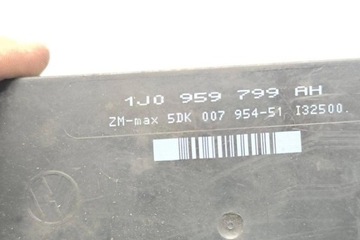 1J0 959 799 AH
ZM-max 5DK 007 954-51 I32500.